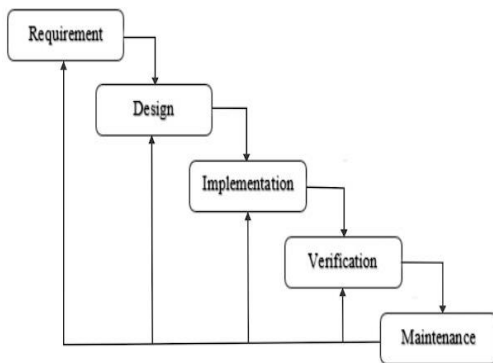 Requirement
Design
Implementation
Verification
Maintenance